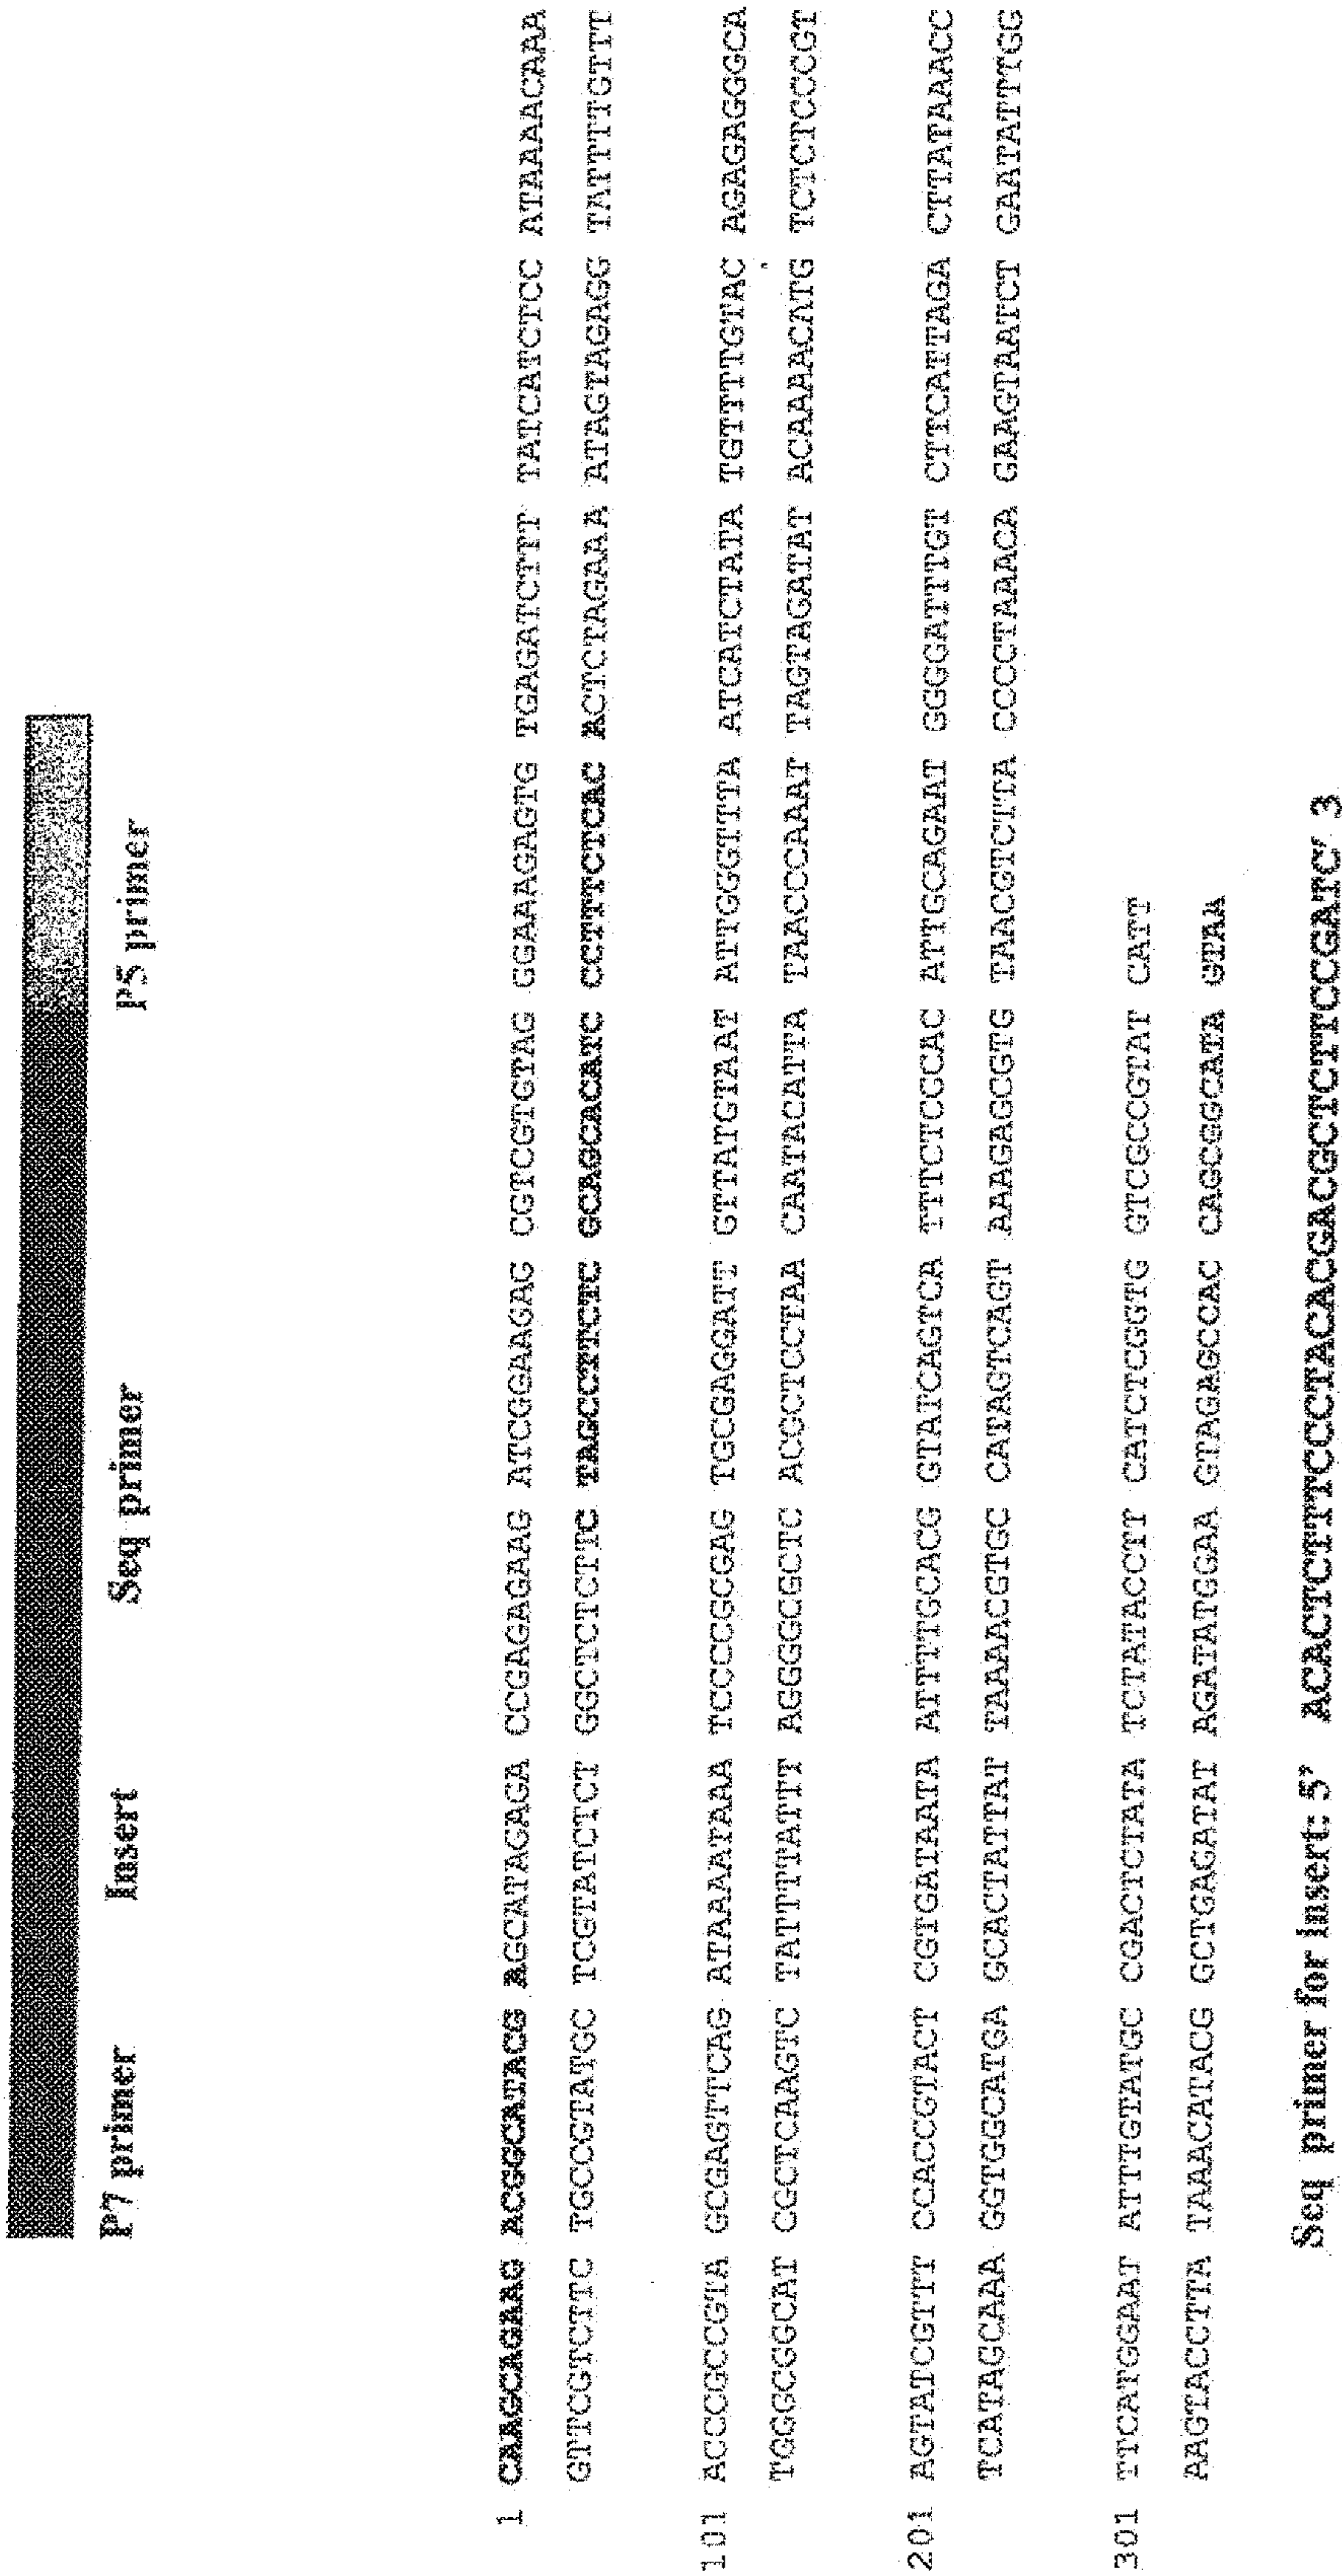 P7 primer Insert Seq primer P5 primer
1 CAAGCAGAAG ACGGCATACG AGCATAGAGA CCGAGAGAAG ATCGGAAGAG CGTCGTGTAG GGAAAGAGTG TGAGATCTTT TATCATCTCC ATAAAACAAA
GTTCGTCTTC TGCCGTATGC TCGTATCTCT GGCTCTCTTC TAGCCTTCTC GCAGCACATC CCTTTCTCAC ACTCTAGAAA ATAGTAGAGG TATTTTGTTT
101 ACCCGCCGTA GCGAGTTCAG ATAAAATAAA TCCCCGCGAG TGCGAGGATT GTTATGTAAT ATTGGGTTTA ATCATCTATA TGTTTTGTAC AGAGAGGGCA
TGGGCGGCAT CGCTCAAGTC TATTTTATTT AGGGGCGCTC ACGCTCCTAA CAATACATTA TAACCCAAAT TAGTAGATAT ACAAAACATG TCTCTCCCGT
201 AGTATCGTTT CCACCGTACT CGTGATAATA ATTTTGCACG GTATCAGTCA TTTCTCGCAC ATTGCAGAAT GGGGATTTGT CTTCATTAGA CTTATAAACC
TCATAGCAAA GGTGGCATGA GCACTATTAT TAAAACGTGC CATAGTCAGT AAAGAGCGTG TAACGTCTTA CCCCTAAACA GAAGTAATCT GAATATTTGG
301 TTCATGGAAT ATTTGTATGC CGACTCTATA TCTATACCTT CATCTCGGTG GTCGCCGTAT CATT
AAGTACCTTA TAAACATACG GCTGAGATAT AGATATGGAA GTAGAGCCAC CAGCGGCATA GTAA
Seq primer for insert: 5' ACACTCTTTCCCTACACGACGCTCTTCCGATC' 3